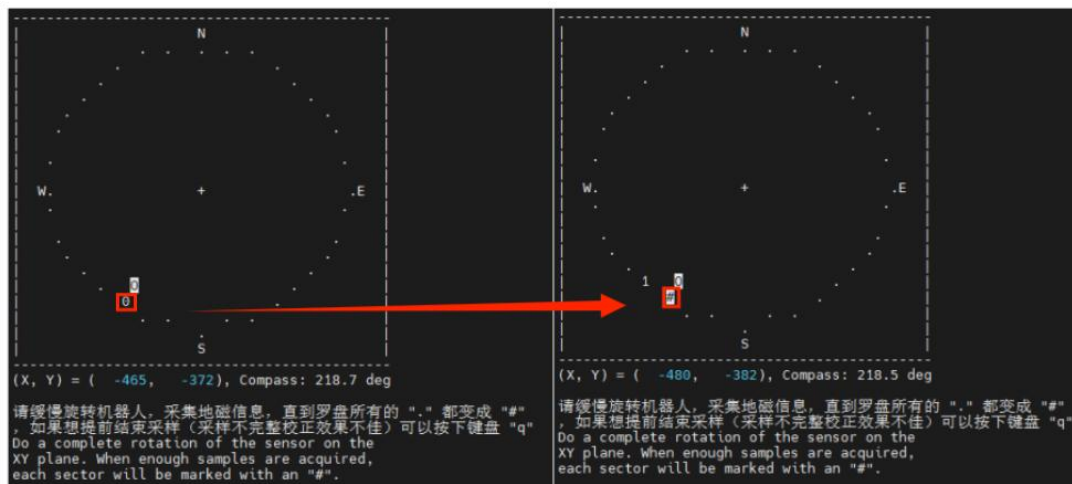 N
W. + .E
O
0
S
(X, Y) = ( -465, -372), Compass: 218.7 deg
请缓慢旋转机器人，采集地磁信息，直到罗盘所有的 "." 都变成 "#"
，如果想提前结束采样（采样不完整校正效果不佳）可以按下键盘 "q"
Do a complete rotation of the sensor on the
XY plane. When enough samples are acquired,
each sector will be marked with an "#".
N
W. + .E
1 O
#
S
(X, Y) = ( -480, -382), Compass: 218.5 deg
请缓慢旋转机器人，采集地磁信息，直到罗盘所有的 "." 都变成 "#"
，如果想提前结束采样（采样不完整校正效果不佳）可以按下键盘 "q"
Do a complete rotation of the sensor on the
XY plane. When enough samples are acquired,
each sector will be marked with an "#".